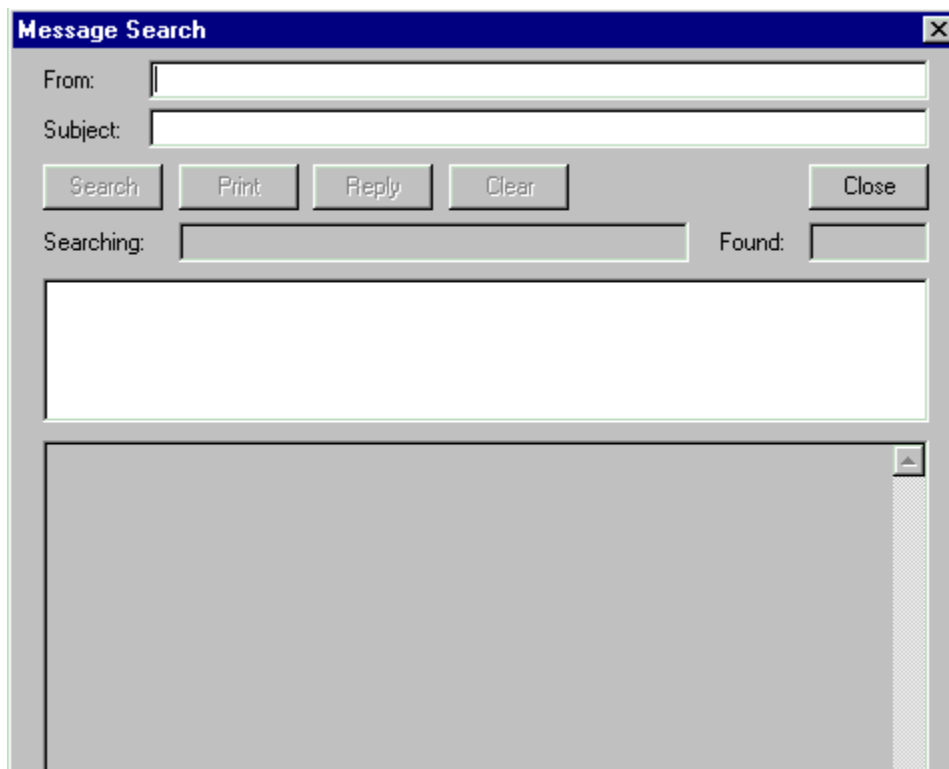 Message Search
From:
Subject:
Search Print Reply Clear Close
Searching: Found: